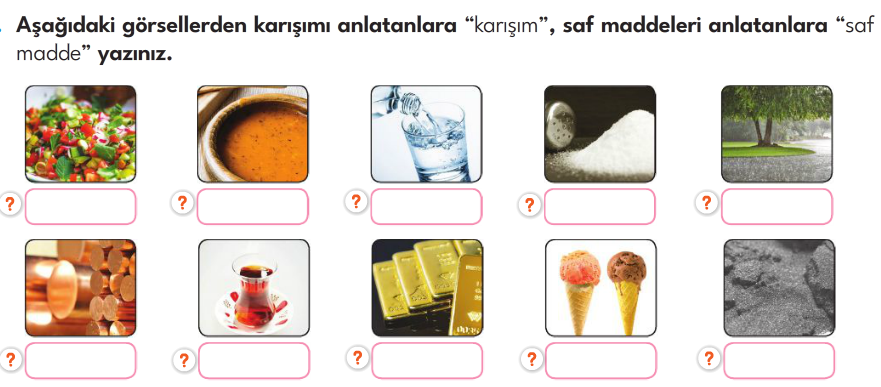 Aşağıdaki görsellerden karışımı anlatanlara “karışım”, saf maddeleri anlatanlara “saf
madde” yazınız.
? ? ? ? ?
? ? ? ? ?